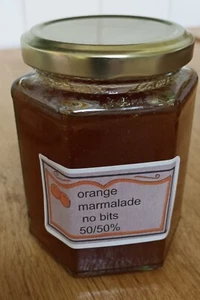 orange
marmalade
no bits
50/50%